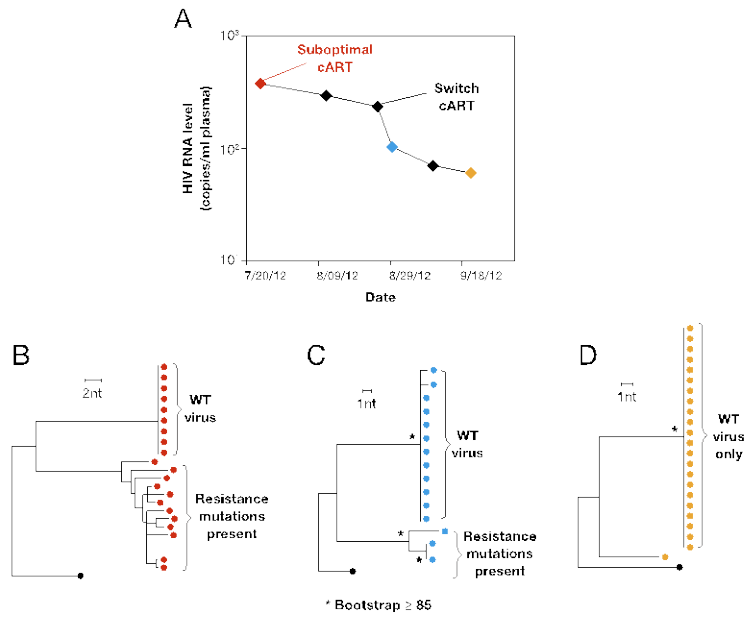 A
10³
Suboptimal
cART
Switch
cART
HIV RNA level
(copies/ml plasma)
10²
10
7/20/12
8/09/12
8/29/12
9/18/12
Date
B
2nt
WT
virus
Resistance
mutations
present
C
1nt
*
WT
virus
*
*
Resistance
mutations
present
D
1nt
*
WT
virus
only
* Bootstrap ≥ 85